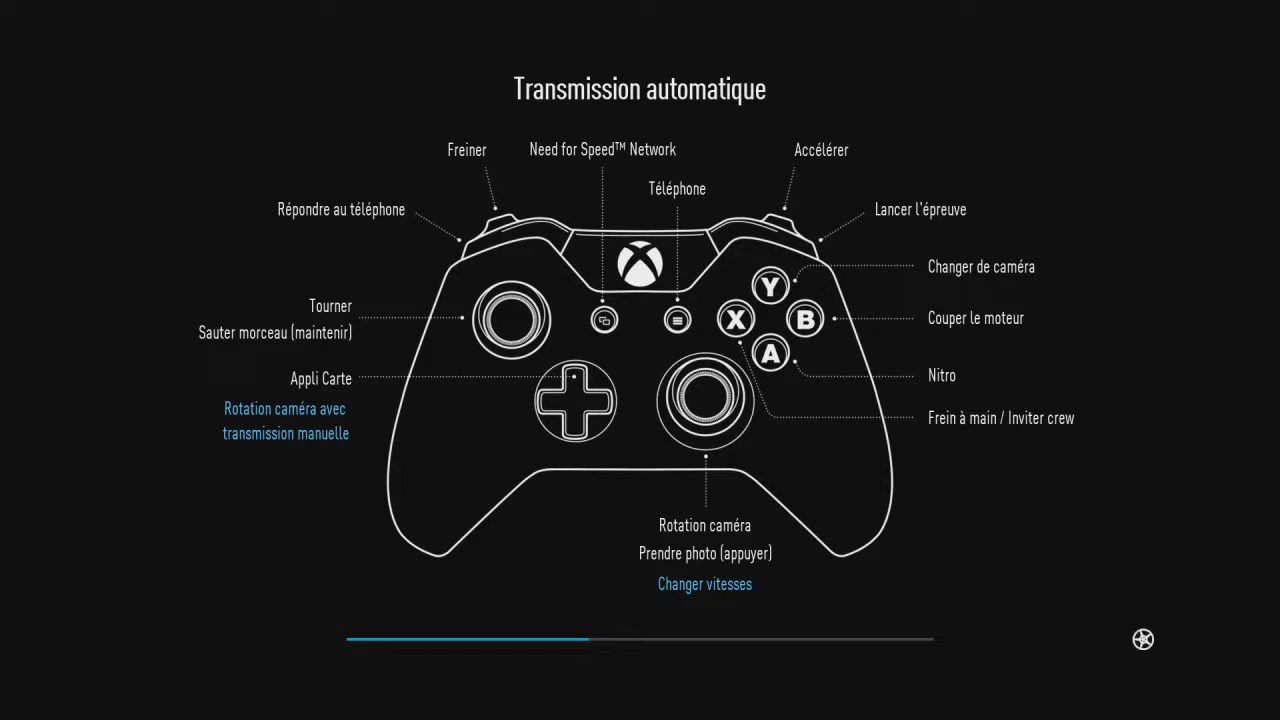 Transmission automatique
Freiner
Need for Speed™ Network
Accélérer
Téléphone
Répondre au téléphone
Lancer l'épreuve
Changer de caméra
Y
Tourner
X
B
Couper le moteur
Sauter morceau (maintenir)
A
Appli Carte
Nitro
Rotation caméra avec
transmission manuelle
Frein à main / Inviter crew
Rotation caméra
Prendre photo (appuyer)
Changer vitesses